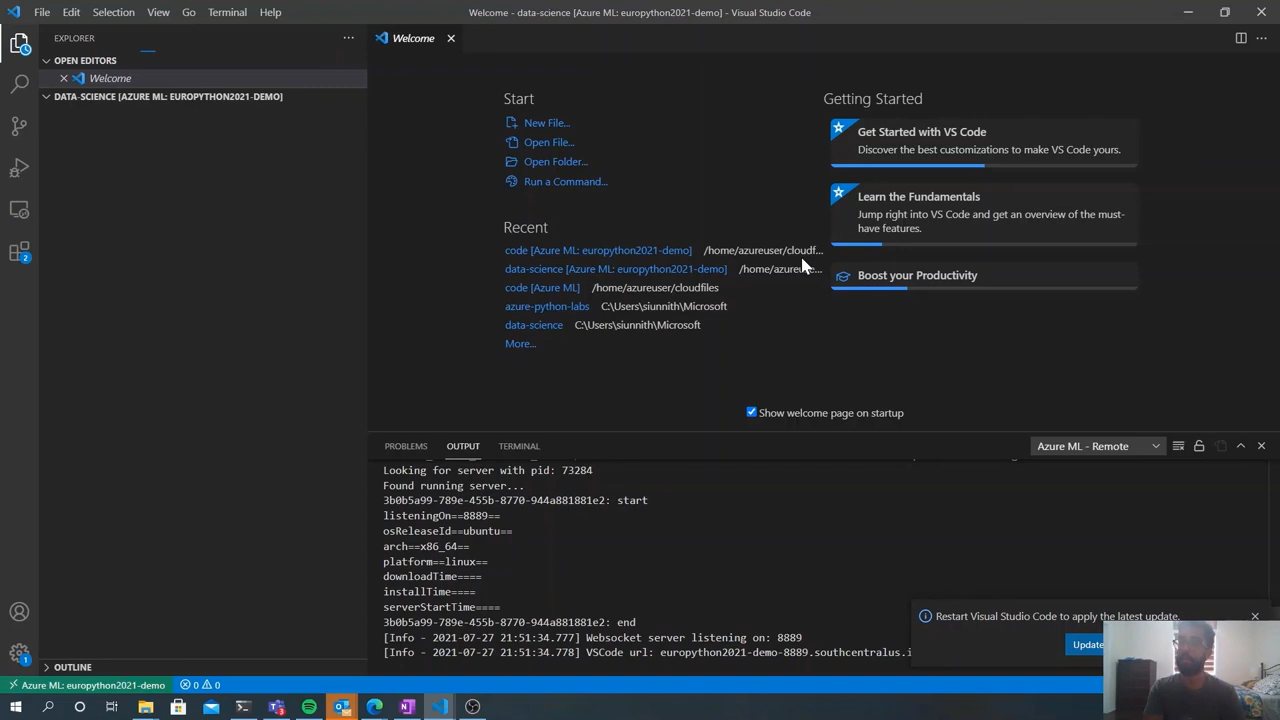 File Edit Selection View Go Run Terminal Help
Welcome - data-science [Azure ML: europython2021-demo] - Visual Studio Code
EXPLORER
OPEN EDITORS
Welcome
DATA-SCIENCE [AZURE ML: EUROPYTHON2021-DEMO]
OUTLINE
2
1
Welcome
Start
New File...
Open File...
Open Folder...
Run a Command...
Recent
code [Azure ML: europython2021-demo] /home/azureuser/cloudf...
data-science [Azure ML: europython2021-demo] /home/azureuse...
code [Azure ML] /home/azureuser/cloudfiles
azure-python-labs C:\Users\siunnith\Microsoft
data-science C:\Users\siunnith\Microsoft
More...
Getting Started
Get Started with VS Code
Discover the best customizations to make VS Code yours.
Learn the Fundamentals
Jump right into VS Code and get an overview of the must-
have features.
Boost your Productivity
Show welcome page on startup
PROBLEMS OUTPUT TERMINAL
Azure ML - Remote
Looking for server with pid: 73284
Found running server...
3b0b5a99-789e-455b-8770-944a881881e2: start
listeningOn==8889==
osReleaseId==ubuntu==
arch==x86_64==
platform==linux==
downloadTime====
installTime====
serverStartTime====
3b0b5a99-789e-455b-8770-944a881881e2: end
[Info - 2021-07-27 21:51:34.777] Websocket server listening on: 8889
[Info - 2021-07-27 21:51:34.778] VSCode url: europython2021-demo-8889.southcentralus.i
Restart Visual Studio Code to apply the latest update.
Update
Azure ML: europython2021-demo 0 0